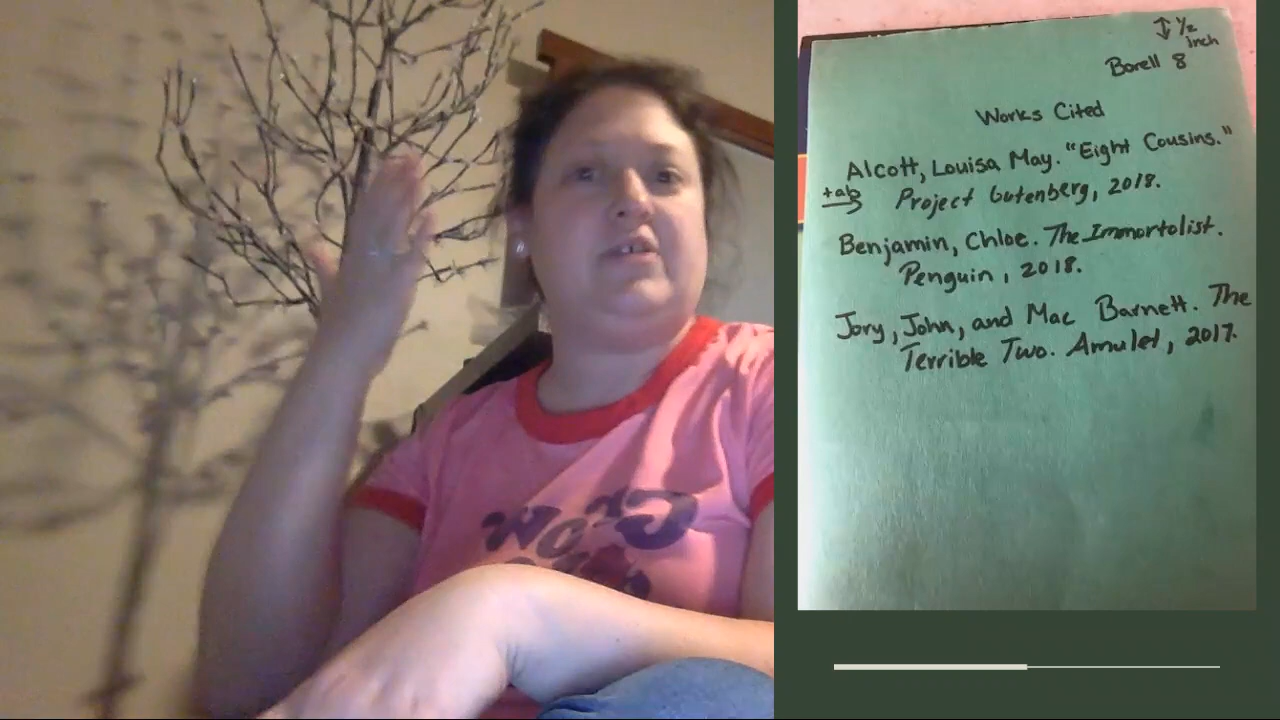 ↕ ½
inch
Borell 8
Works Cited
Alcott, Louisa May. "Eight Cousins."
tab → Project Gutenberg, 2018.
Benjamin, Chloe. The Immortolist.
Penguin, 2018.
Jory, John, and Mac Barnett. The
Terrible Two. Amulet, 2017.